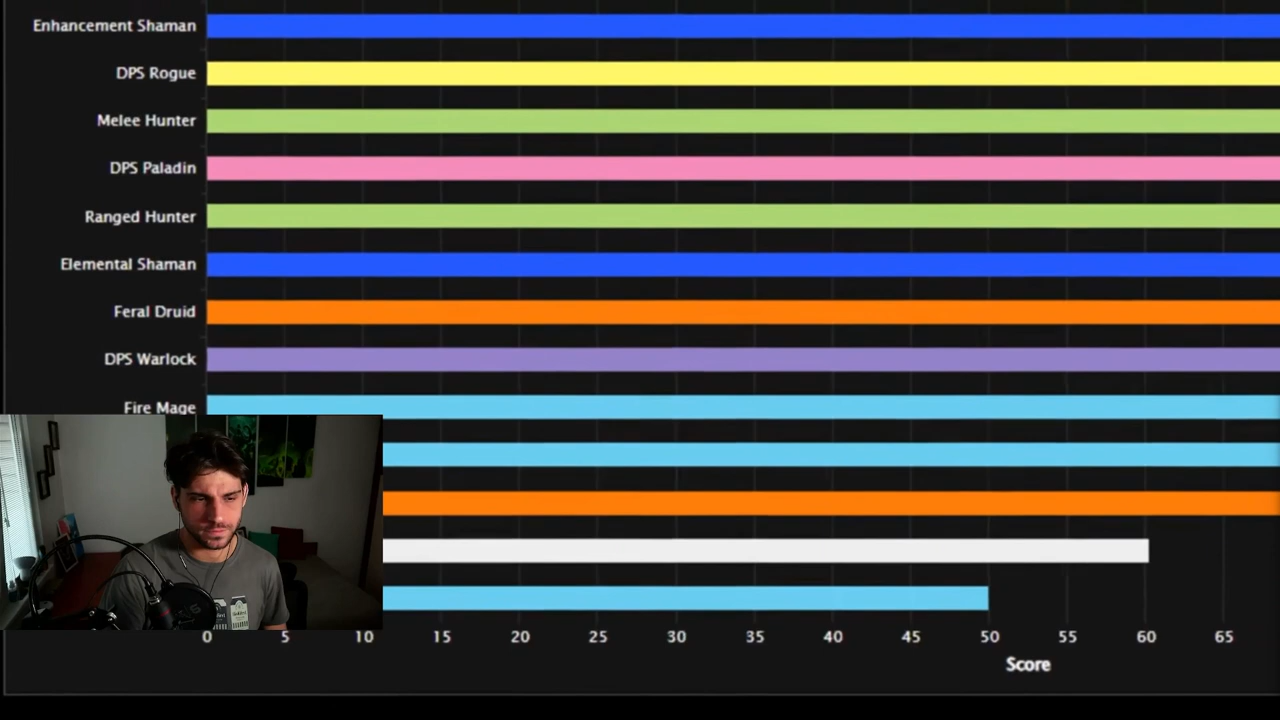 Enhancement Shaman
DPS Rogue
Melee Hunter
DPS Paladin
Ranged Hunter
Elemental Shaman
Feral Druid
DPS Warlock
Fire Mage
0 5 10 15 20 25 30 35 40 45 50 55 60 65
Score